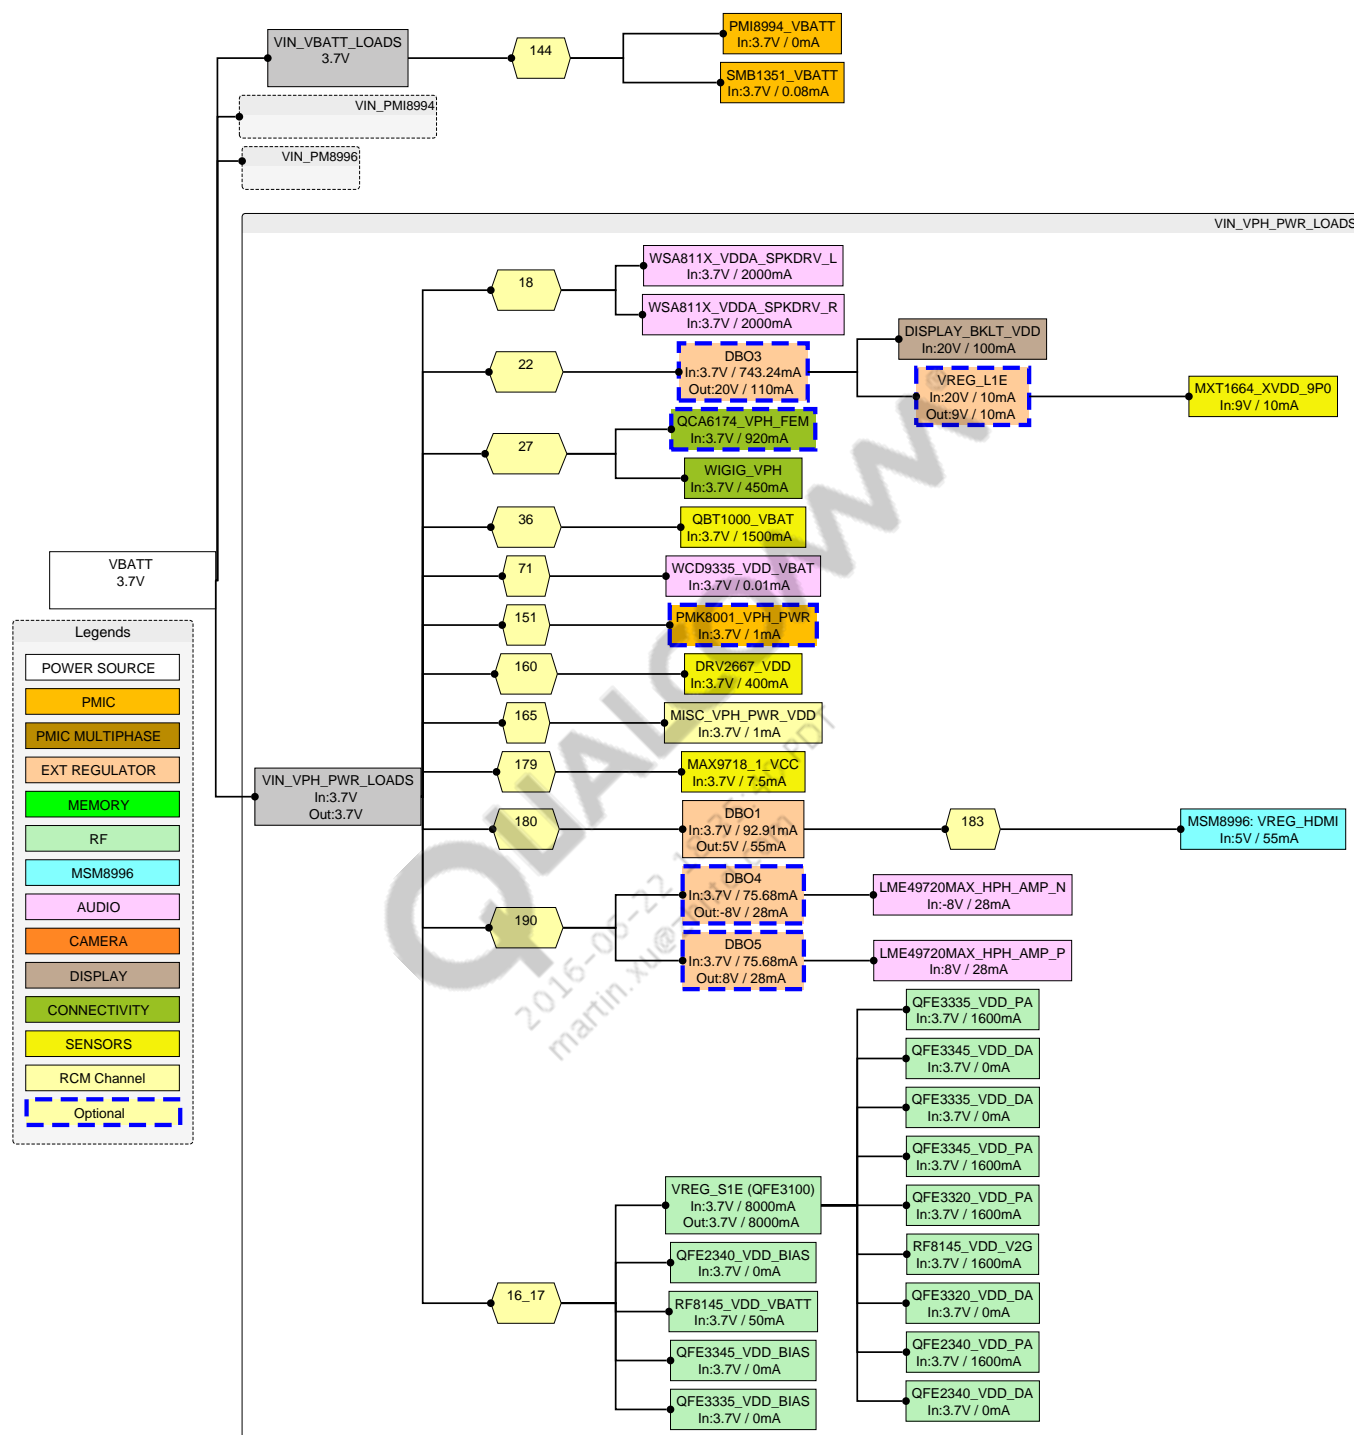 PMI8994_VBATT
In:3.7V / 0mA
VIN_VBATT_LOADS
3.7V
144
SMB1351_VBATT
In:3.7V / 0.08mA
VIN_PMI8994
VIN_PM8996
VIN_VPH_PWR_LOADS
18
WSA811X_VDDA_SPKDRV_L
In:3.7V / 2000mA
WSA811X_VDDA_SPKDRV_R
In:3.7V / 2000mA
22
DBO3
In:3.7V / 743.24mA
Out:20V / 110mA
DISPLAY_BKLT_VDD
In:20V / 100mA
VREG_L1E
In:20V / 10mA
Out:9V / 10mA
MXT1664_XVDD_9P0
In:9V / 10mA
27
QCA6174_VPH_FEM
In:3.7V / 920mA
WIGIG_VPH
In:3.7V / 450mA
36
QBT1000_VBAT
In:3.7V / 1500mA
VBATT
3.7V
71
WCD9335_VDD_VBAT
In:3.7V / 0.01mA
151
PMK8001_VPH_PWR
In:3.7V / 1mA
160
DRV2667_VDD
In:3.7V / 400mA
165
MISC_VPH_PWR_VDD
In:3.7V / 1mA
179
MAX9718_1_VCC
In:3.7V / 7.5mA
VIN_VPH_PWR_LOADS
In:3.7V
Out:3.7V
180
DBO1
In:3.7V / 92.91mA
Out:5V / 55mA
183
MSM8996: VREG_HDMI
In:5V / 55mA
190
DBO4
In:3.7V / 75.68mA
Out:-8V / 28mA
LME49720MAX_HPH_AMP_N
In:-8V / 28mA
DBO5
In:3.7V / 75.68mA
Out:8V / 28mA
LME49720MAX_HPH_AMP_P
In:8V / 28mA
16_17
VREG_S1E (QFE3100)
In:3.7V / 8000mA
Out:3.7V / 8000mA
QFE2340_VDD_BIAS
In:3.7V / 0mA
RF8145_VDD_VBATT
In:3.7V / 50mA
QFE3345_VDD_BIAS
In:3.7V / 0mA
QFE3335_VDD_BIAS
In:3.7V / 0mA
QFE3335_VDD_PA
In:3.7V / 1600mA
QFE3345_VDD_DA
In:3.7V / 0mA
QFE3335_VDD_DA
In:3.7V / 0mA
QFE3345_VDD_PA
In:3.7V / 1600mA
QFE3320_VDD_PA
In:3.7V / 1600mA
RF8145_VDD_V2G
In:3.7V / 1600mA
QFE3320_VDD_DA
In:3.7V / 0mA
QFE2340_VDD_PA
In:3.7V / 1600mA
QFE2340_VDD_DA
In:3.7V / 0mA
Legends
POWER SOURCE
PMIC
PMIC MULTIPHASE
EXT REGULATOR
MEMORY
RF
MSM8996
AUDIO
CAMERA
DISPLAY
CONNECTIVITY
SENSORS
RCM Channel
Optional
QUALCOMM®
PDT